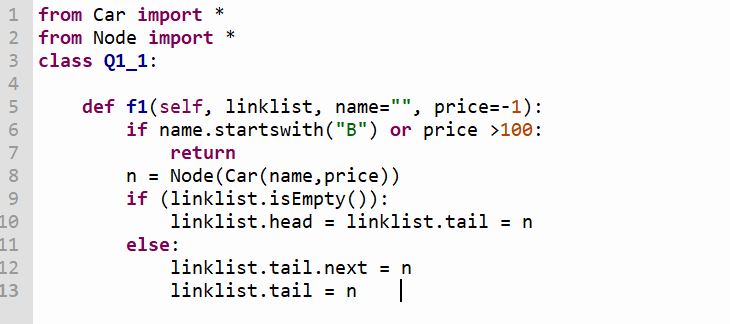 1 from Car import *
2 from Node import *
3 class Q1_1:
4
5     def f1(self, linklist, name="", price=-1):
6         if name.startswith("B") or price >100:
7             return
8         n = Node(Car(name,price))
9         if (linklist.isEmpty()):
10             linklist.head = linklist.tail = n
11         else:
12             linklist.tail.next = n
13             linklist.tail = n